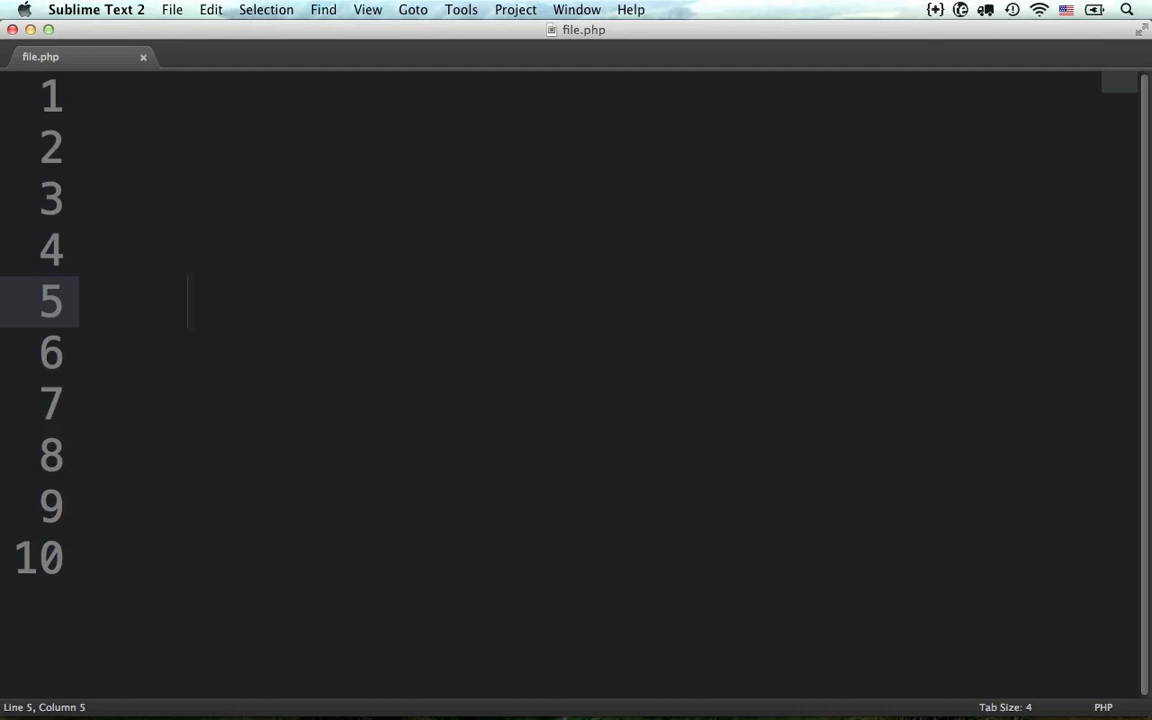 Sublime Text 2 File Edit Selection Find View Goto Tools Project Window Help
file.php
file.php
1
2
3
4
5
6
7
8
9
10
Line 5, Column 5 Tab Size: 4 PHP